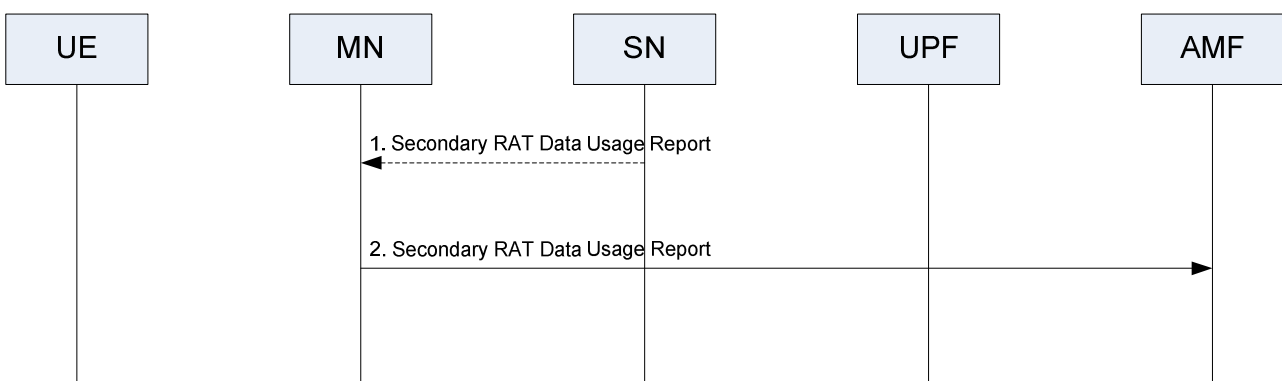 UE
MN
SN
UPF
AMF
1. Secondary RAT Data Usage Report
2. Secondary RAT Data Usage Report